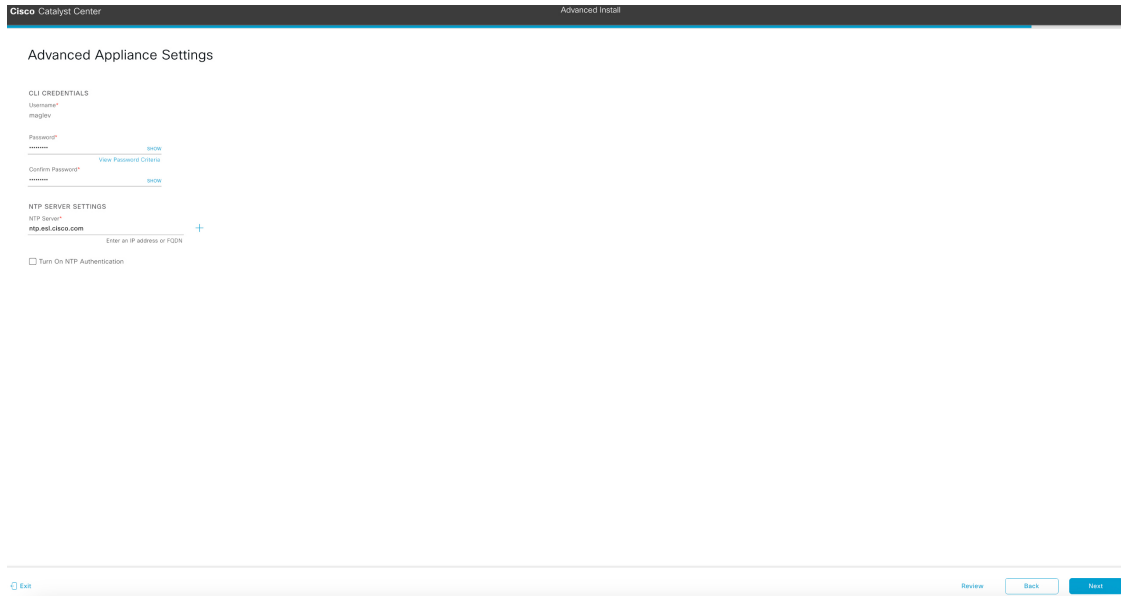 Cisco Catalyst Center
Advanced Install
Advanced Appliance Settings
CLI CREDENTIALS
Username*
maglev
Password*
•••••••••
SHOW
View Password Criteria
Confirm Password*
•••••••••
SHOW
NTP SERVER SETTINGS
NTP Server*
ntp.esl.cisco.com
Enter an IP address or FQDN
Turn On NTP Authentication
Exit
Review
Back
Next